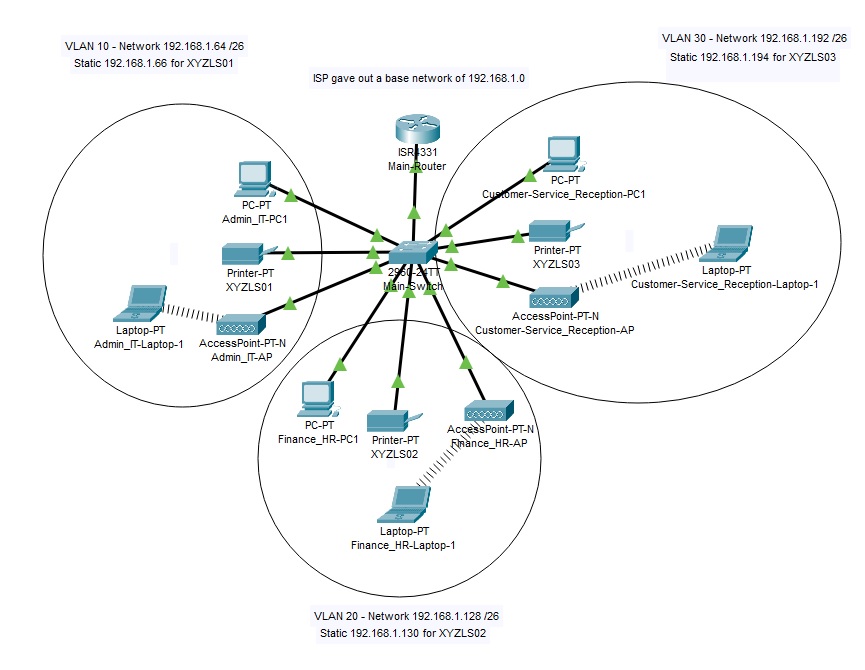 VLAN 10 - Network 192.168.1.64 /26
Static 192.168.1.66 for XYZLS01
ISP gave out a base network of 192.168.1.0
VLAN 30 - Network 192.168.1.192 /26
Static 192.168.1.194 for XYZLS03
ISR4331
Main-Router
PC-PT
Admin_IT-PC1
Printer-PT
XYZLS01
Laptop-PT
Admin_IT-Laptop-1
AccessPoint-PT-N
Admin_IT-AP
2960-24TT
Main-Switch
PC-PT
Customer-Service_Reception-PC1
Printer-PT
XYZLS03
Laptop-PT
Customer-Service_Reception-Laptop-1
AccessPoint-PT-N
Customer-Service_Reception-AP
PC-PT
Finance_HR-PC1
Printer-PT
XYZLS02
AccessPoint-PT-N
Finance_HR-AP
Laptop-PT
Finance_HR-Laptop-1
VLAN 20 - Network 192.168.1.128 /26
Static 192.168.1.130 for XYZLS02